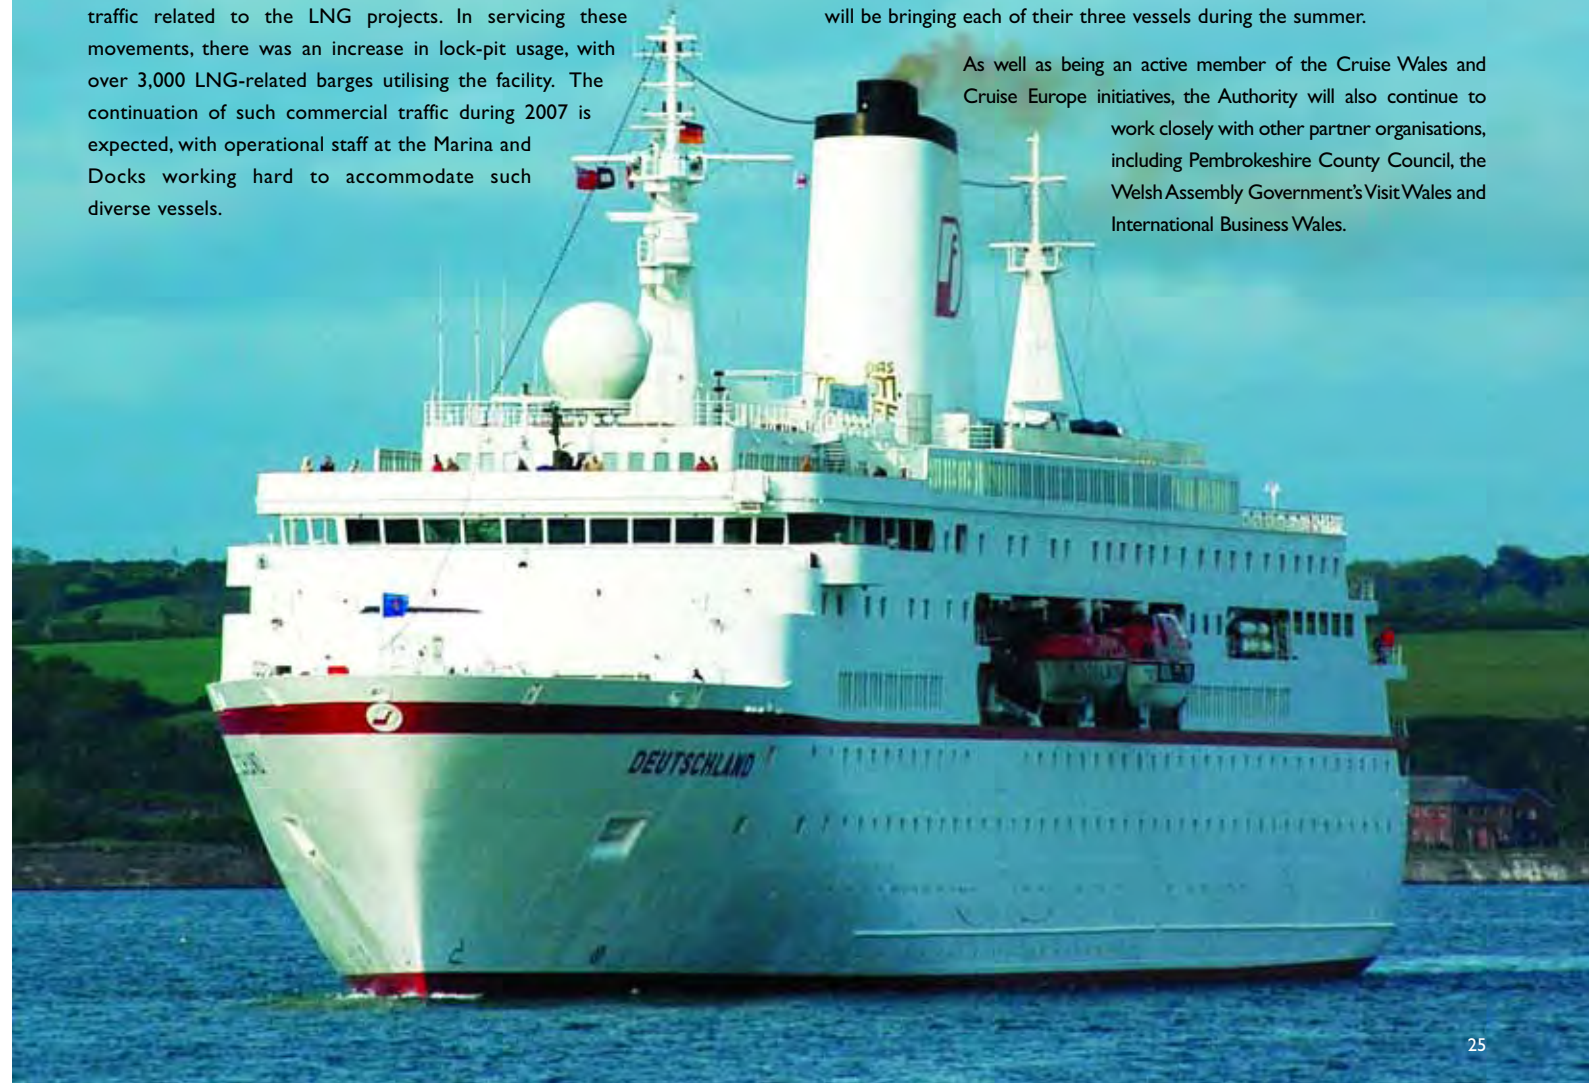 traffic related to the LNG projects. In servicing these
movements, there was an increase in lock-pit usage, with
over 3,000 LNG-related barges utilising the facility. The
continuation of such commercial traffic during 2007 is
expected, with operational staff at the Marina and
Docks working hard to accommodate such
diverse vessels.
will be bringing each of their three vessels during the summer.
As well as being an active member of the Cruise Wales and
Cruise Europe initiatives, the Authority will also continue to
work closely with other partner organisations,
including Pembrokeshire County Council, the
Welsh Assembly Government's Visit Wales and
International Business Wales.
DAS
DEUTSCHLAND
25